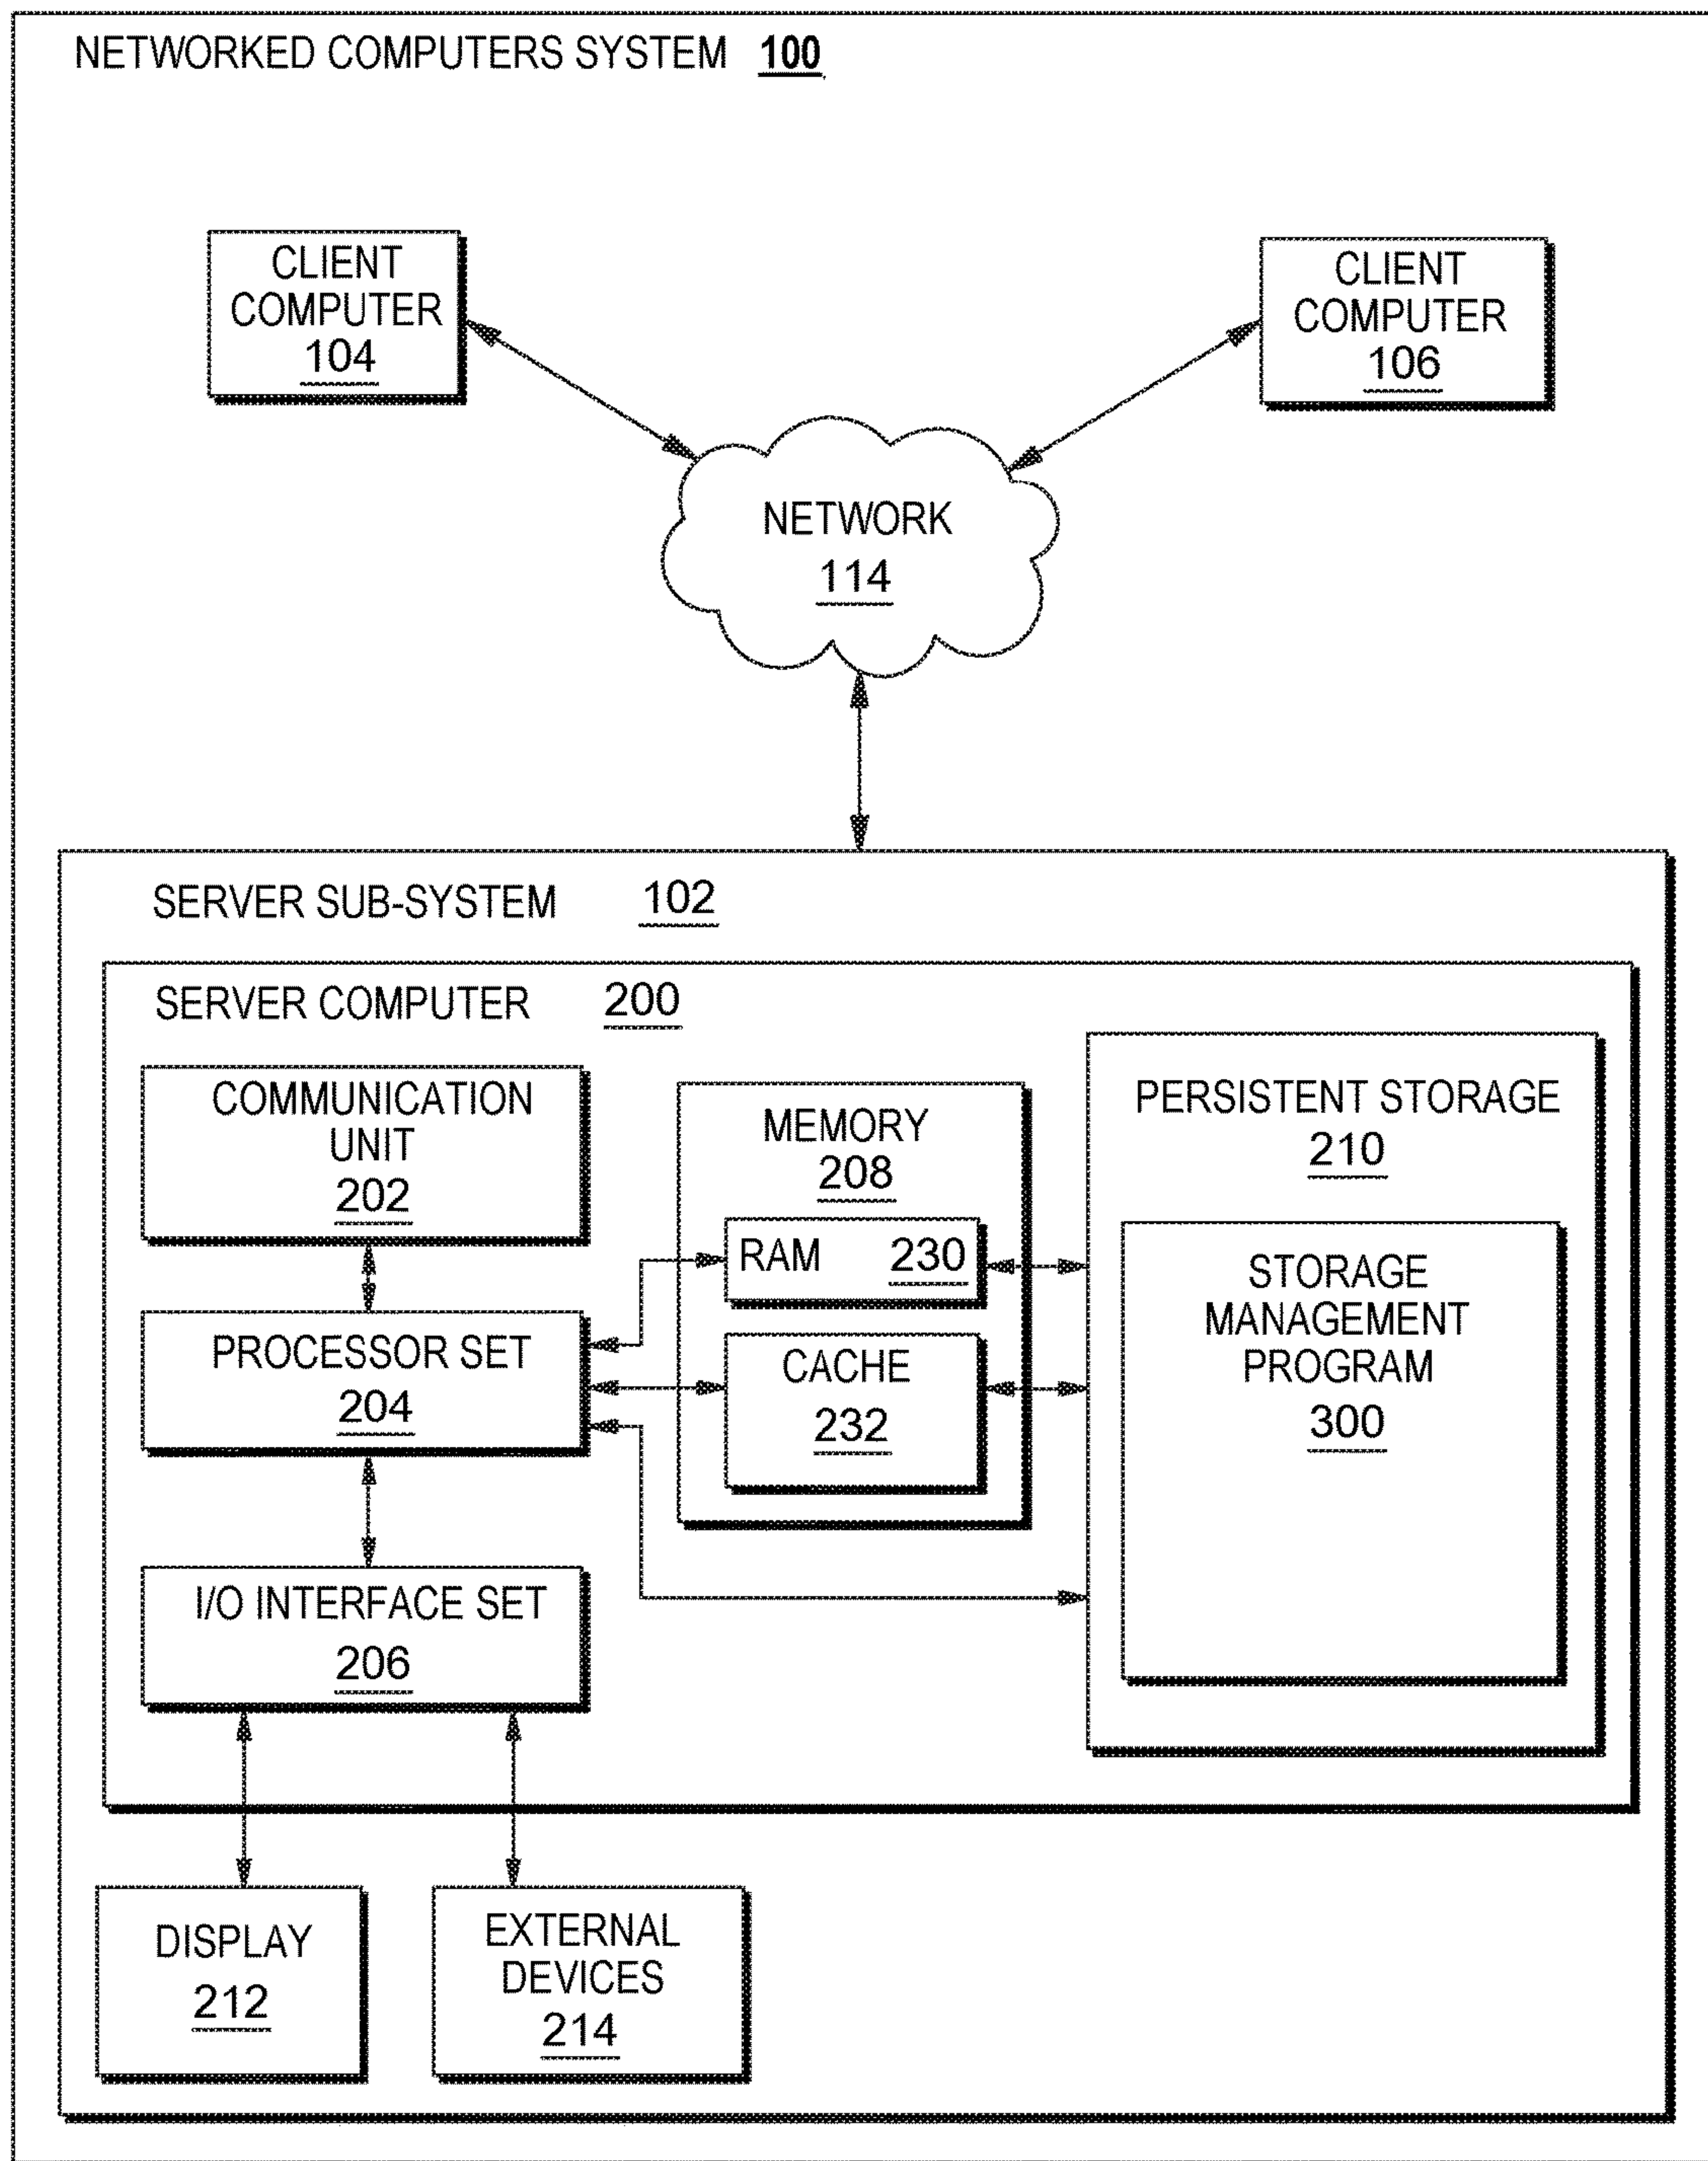 NETWORKED COMPUTERS SYSTEM 100
CLIENT
COMPUTER
104
CLIENT
COMPUTER
106
NETWORK
114
SERVER SUB-SYSTEM 102
SERVER COMPUTER 200
COMMUNICATION
UNIT
202
PROCESSOR SET
204
I/O INTERFACE SET
206
MEMORY
208
RAM 230
CACHE
232
PERSISTENT STORAGE
210
STORAGE
MANAGEMENT
PROGRAM
300
DISPLAY
212
EXTERNAL
DEVICES
214